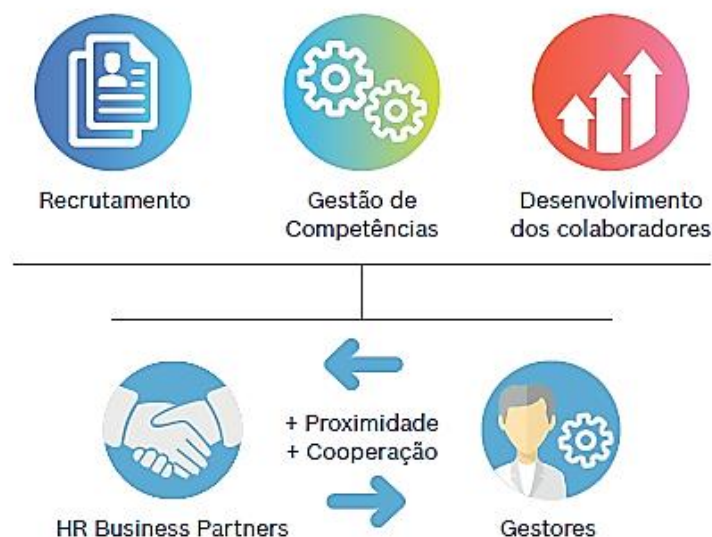 Recrutamento
Gestão de
Competências
Desenvolvimento
dos colaboradores
+ Proximidade
+ Cooperação
HR Business Partners
Gestores